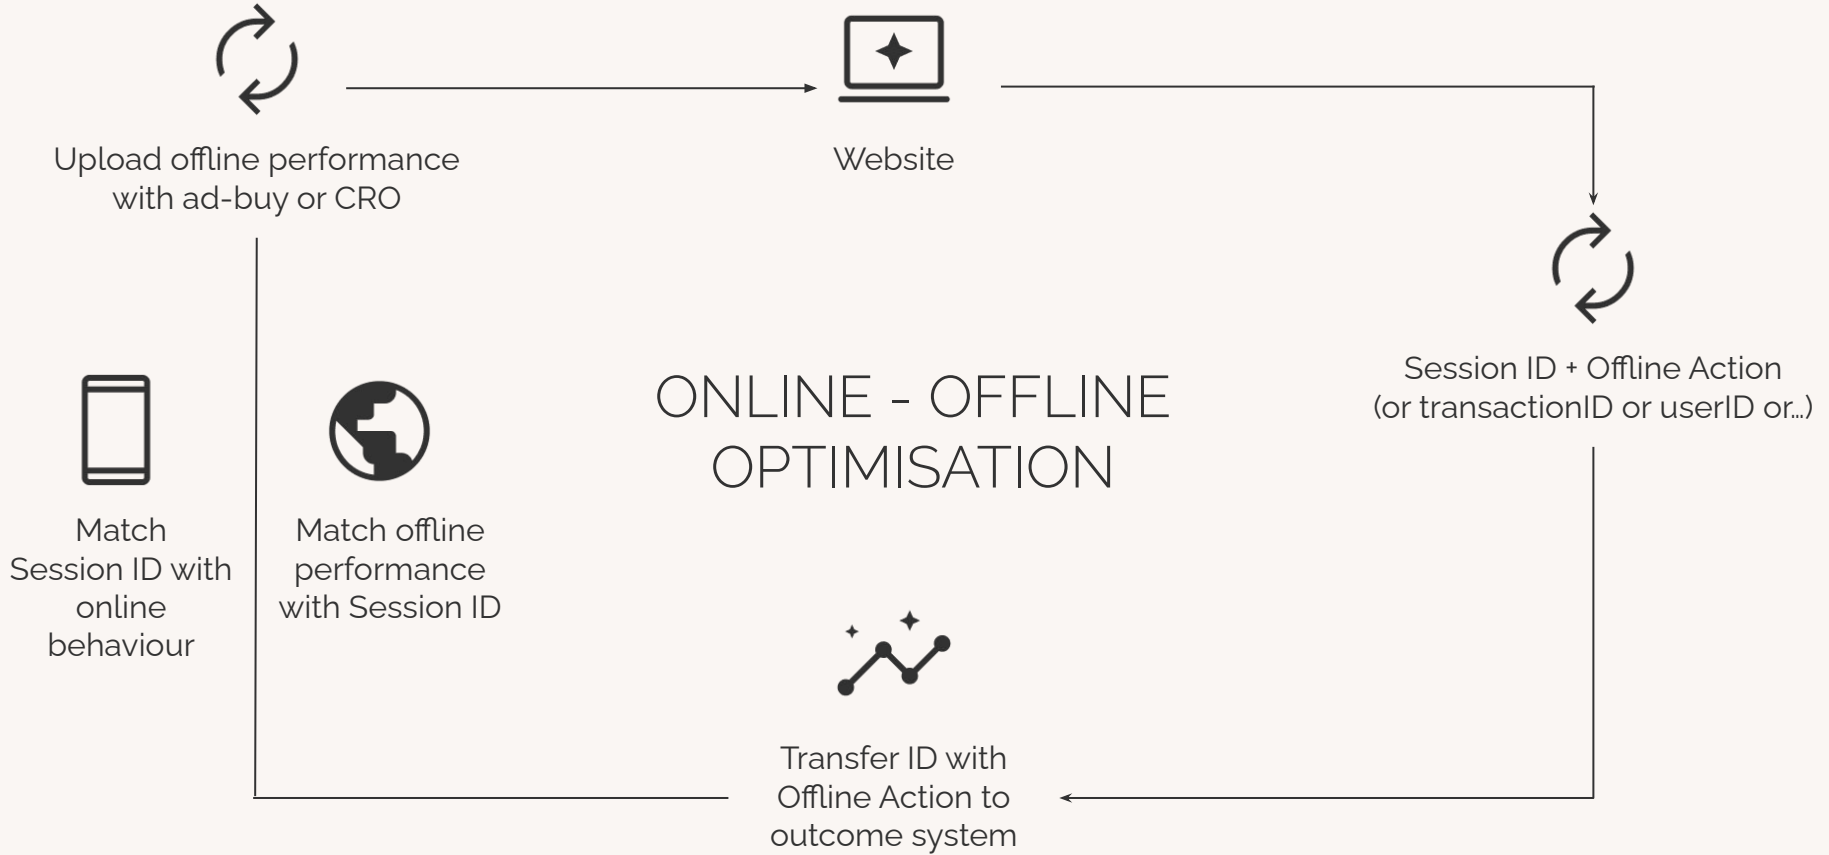 Upload offline performance
with ad-buy or CRO
Website
Session ID + Offline Action
(or transactionID or userID or...)
ONLINE - OFFLINE
OPTIMISATION
Match
Session ID with
online
behaviour
Match offline
performance
with Session ID
Transfer ID with
Offline Action to
outcome system